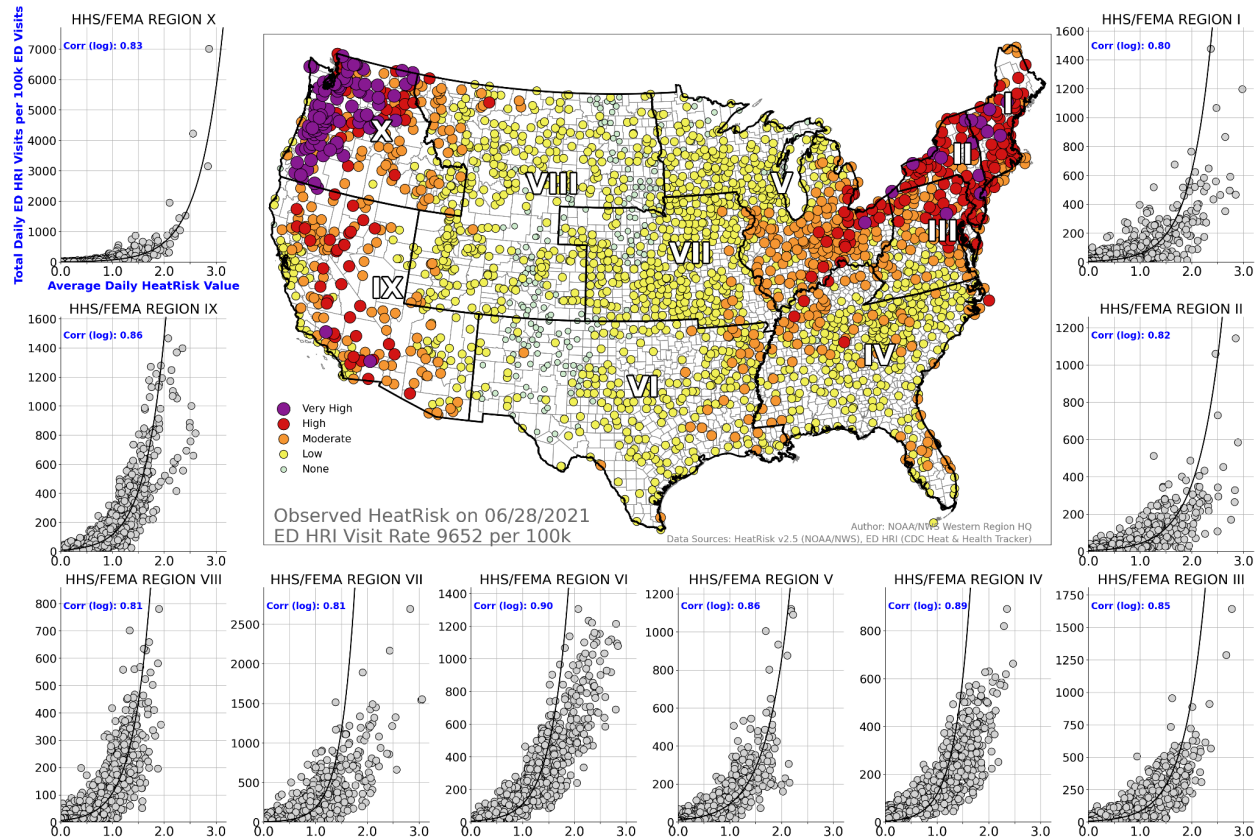 HHS/FEMA REGION X
Corr (log): 0.83
Total Daily ED HRI Visits per 100k ED Visits
7000
6000
5000
4000
3000
2000
1000
0
0.0 1.0 2.0 3.0
Average Daily HeatRisk Value
HHS/FEMA REGION IX
Corr (log): 0.86
1600
1400
1200
1000
800
600
400
200
0
0.0 1.0 2.0 3.0
X
VIII
V
I
II
III
VII
IX
IV
VI
Very High
High
Moderate
Low
None
Observed HeatRisk on 06/28/2021
ED HRI Visit Rate 9652 per 100k
Author: NOAA/NWS Western Region HQ
Data Sources: HeatRisk v2.5 (NOAA/NWS), ED HRI (CDC Heat & Health Tracker)
HHS/FEMA REGION I
Corr (log): 0.80
1600
1400
1200
1000
800
600
400
200
0
0.0 1.0 2.0 3.0
HHS/FEMA REGION II
Corr (log): 0.82
1200
1000
800
600
400
200
0
0.0 1.0 2.0 3.0
HHS/FEMA REGION VIII
Corr (log): 0.81
800
700
600
500
400
300
200
100
0
0.0 1.0 2.0 3.0
HHS/FEMA REGION VII
Corr (log): 0.81
2500
2000
1500
1000
500
0
0.0 1.0 2.0 3.0
HHS/FEMA REGION VI
Corr (log): 0.90
1400
1200
1000
800
600
400
200
0
0.0 1.0 2.0 3.0
HHS/FEMA REGION V
Corr (log): 0.86
1200
1000
800
600
400
200
0
0.0 1.0 2.0 3.0
HHS/FEMA REGION IV
Corr (log): 0.89
800
600
400
200
0
0.0 1.0 2.0 3.0
HHS/FEMA REGION III
Corr (log): 0.85
1750
1500
1250
1000
750
500
250
0
0.0 1.0 2.0 3.0